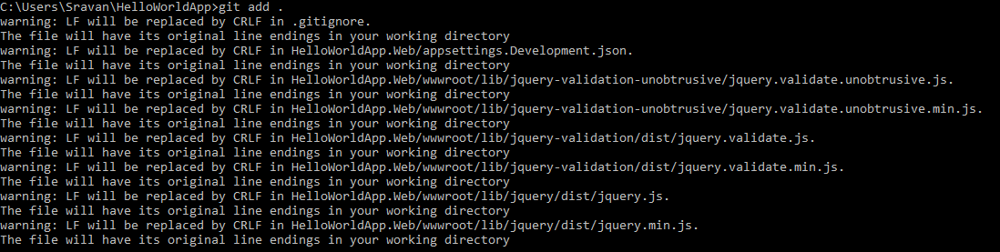 C:\Users\Sravan\HelloWorldApp>git add .
warning: LF will be replaced by CRLF in .gitignore.
The file will have its original line endings in your working directory
warning: LF will be replaced by CRLF in HelloWorldApp.Web/appsettings.Development.json.
The file will have its original line endings in your working directory
warning: LF will be replaced by CRLF in HelloWorldApp.Web/wwwroot/lib/jquery-validation-unobtrusive/jquery.validate.unobtrusive.js.
The file will have its original line endings in your working directory
warning: LF will be replaced by CRLF in HelloWorldApp.Web/wwwroot/lib/jquery-validation-unobtrusive/jquery.validate.unobtrusive.min.js.
The file will have its original line endings in your working directory
warning: LF will be replaced by CRLF in HelloWorldApp.Web/wwwroot/lib/jquery-validation/dist/jquery.validate.js.
The file will have its original line endings in your working directory
warning: LF will be replaced by CRLF in HelloWorldApp.Web/wwwroot/lib/jquery-validation/dist/jquery.validate.min.js.
The file will have its original line endings in your working directory
warning: LF will be replaced by CRLF in HelloWorldApp.Web/wwwroot/lib/jquery/dist/jquery.js.
The file will have its original line endings in your working directory
warning: LF will be replaced by CRLF in HelloWorldApp.Web/wwwroot/lib/jquery/dist/jquery.min.js.
The file will have its original line endings in your working directory